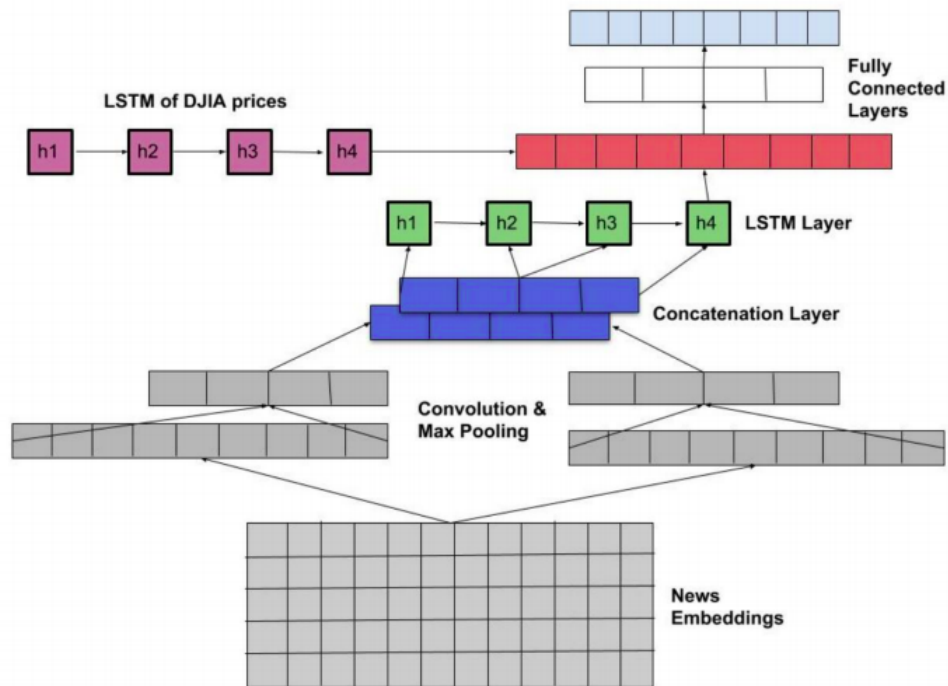 Fully
Connected
Layers
LSTM of DJIA prices
h1 h2 h3 h4
h1 h2 h3 h4
LSTM Layer
Concatenation Layer
Convolution &
Max Pooling
News
Embeddings